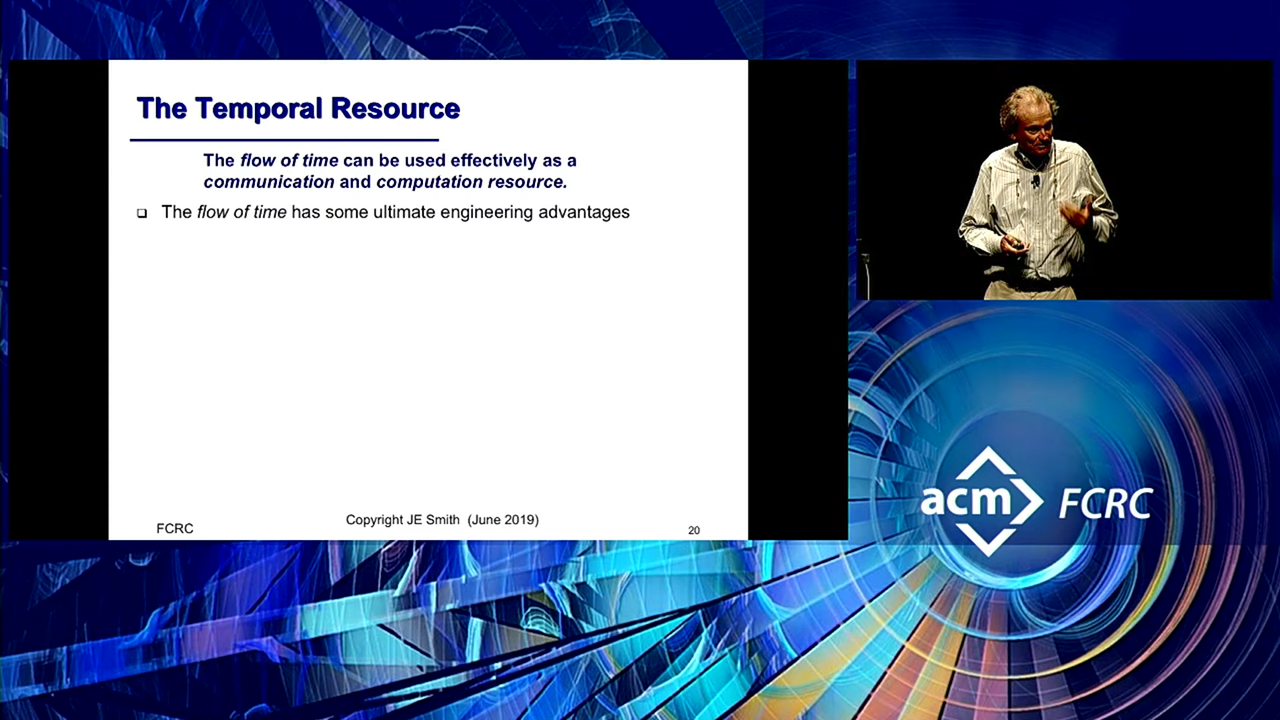 The Temporal Resource
The flow of time can be used effectively as a
communication and computation resource.
❑ The flow of time has some ultimate engineering advantages
FCRC
Copyright JE Smith (June 2019)
20
acm FCRC